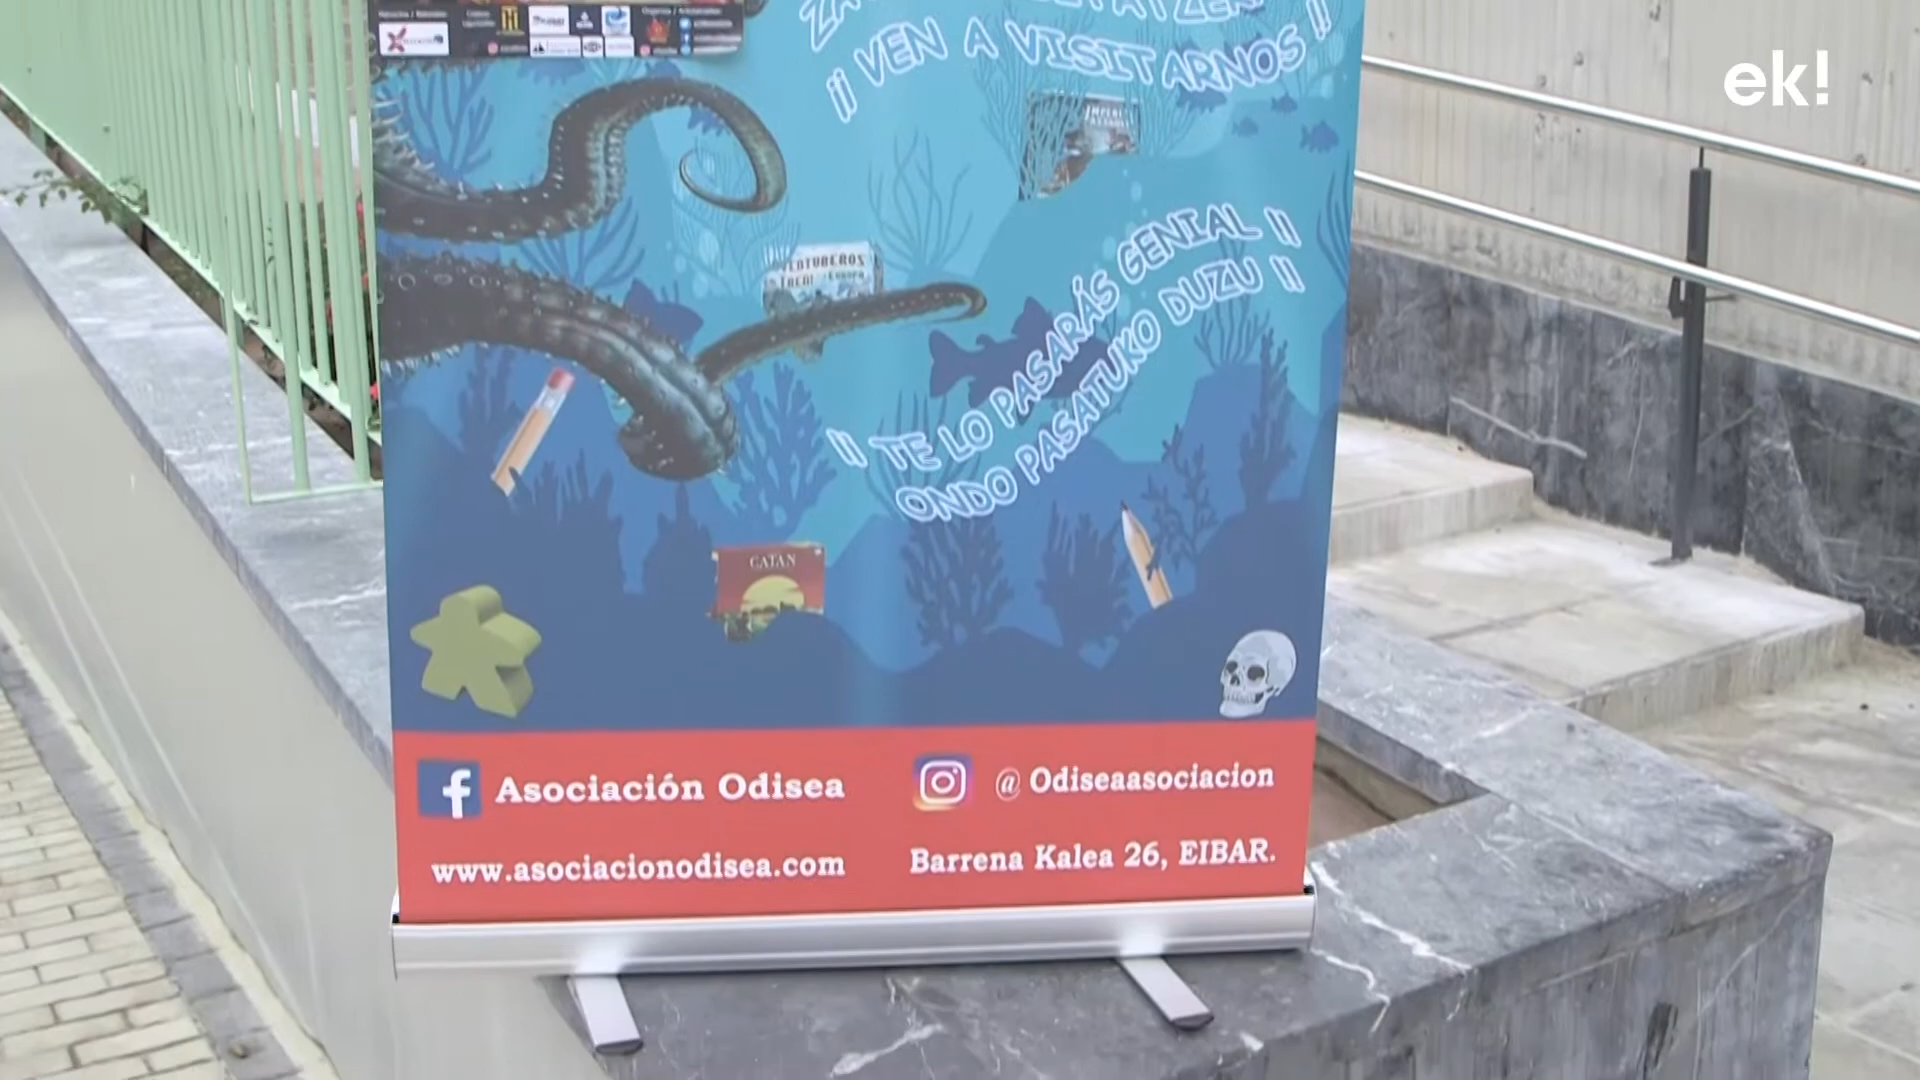 ¡¡ VEN A VISITARNOS !!
ek!
CATAN
¡¡ TE LO PASARÁS GENIAL !!
ONDO PASATUKO DUZU !!
Asociación Odisea
@ Odiseaasociacion
www.asociacionodisea.com
Barrena Kalea 26, EIBAR.